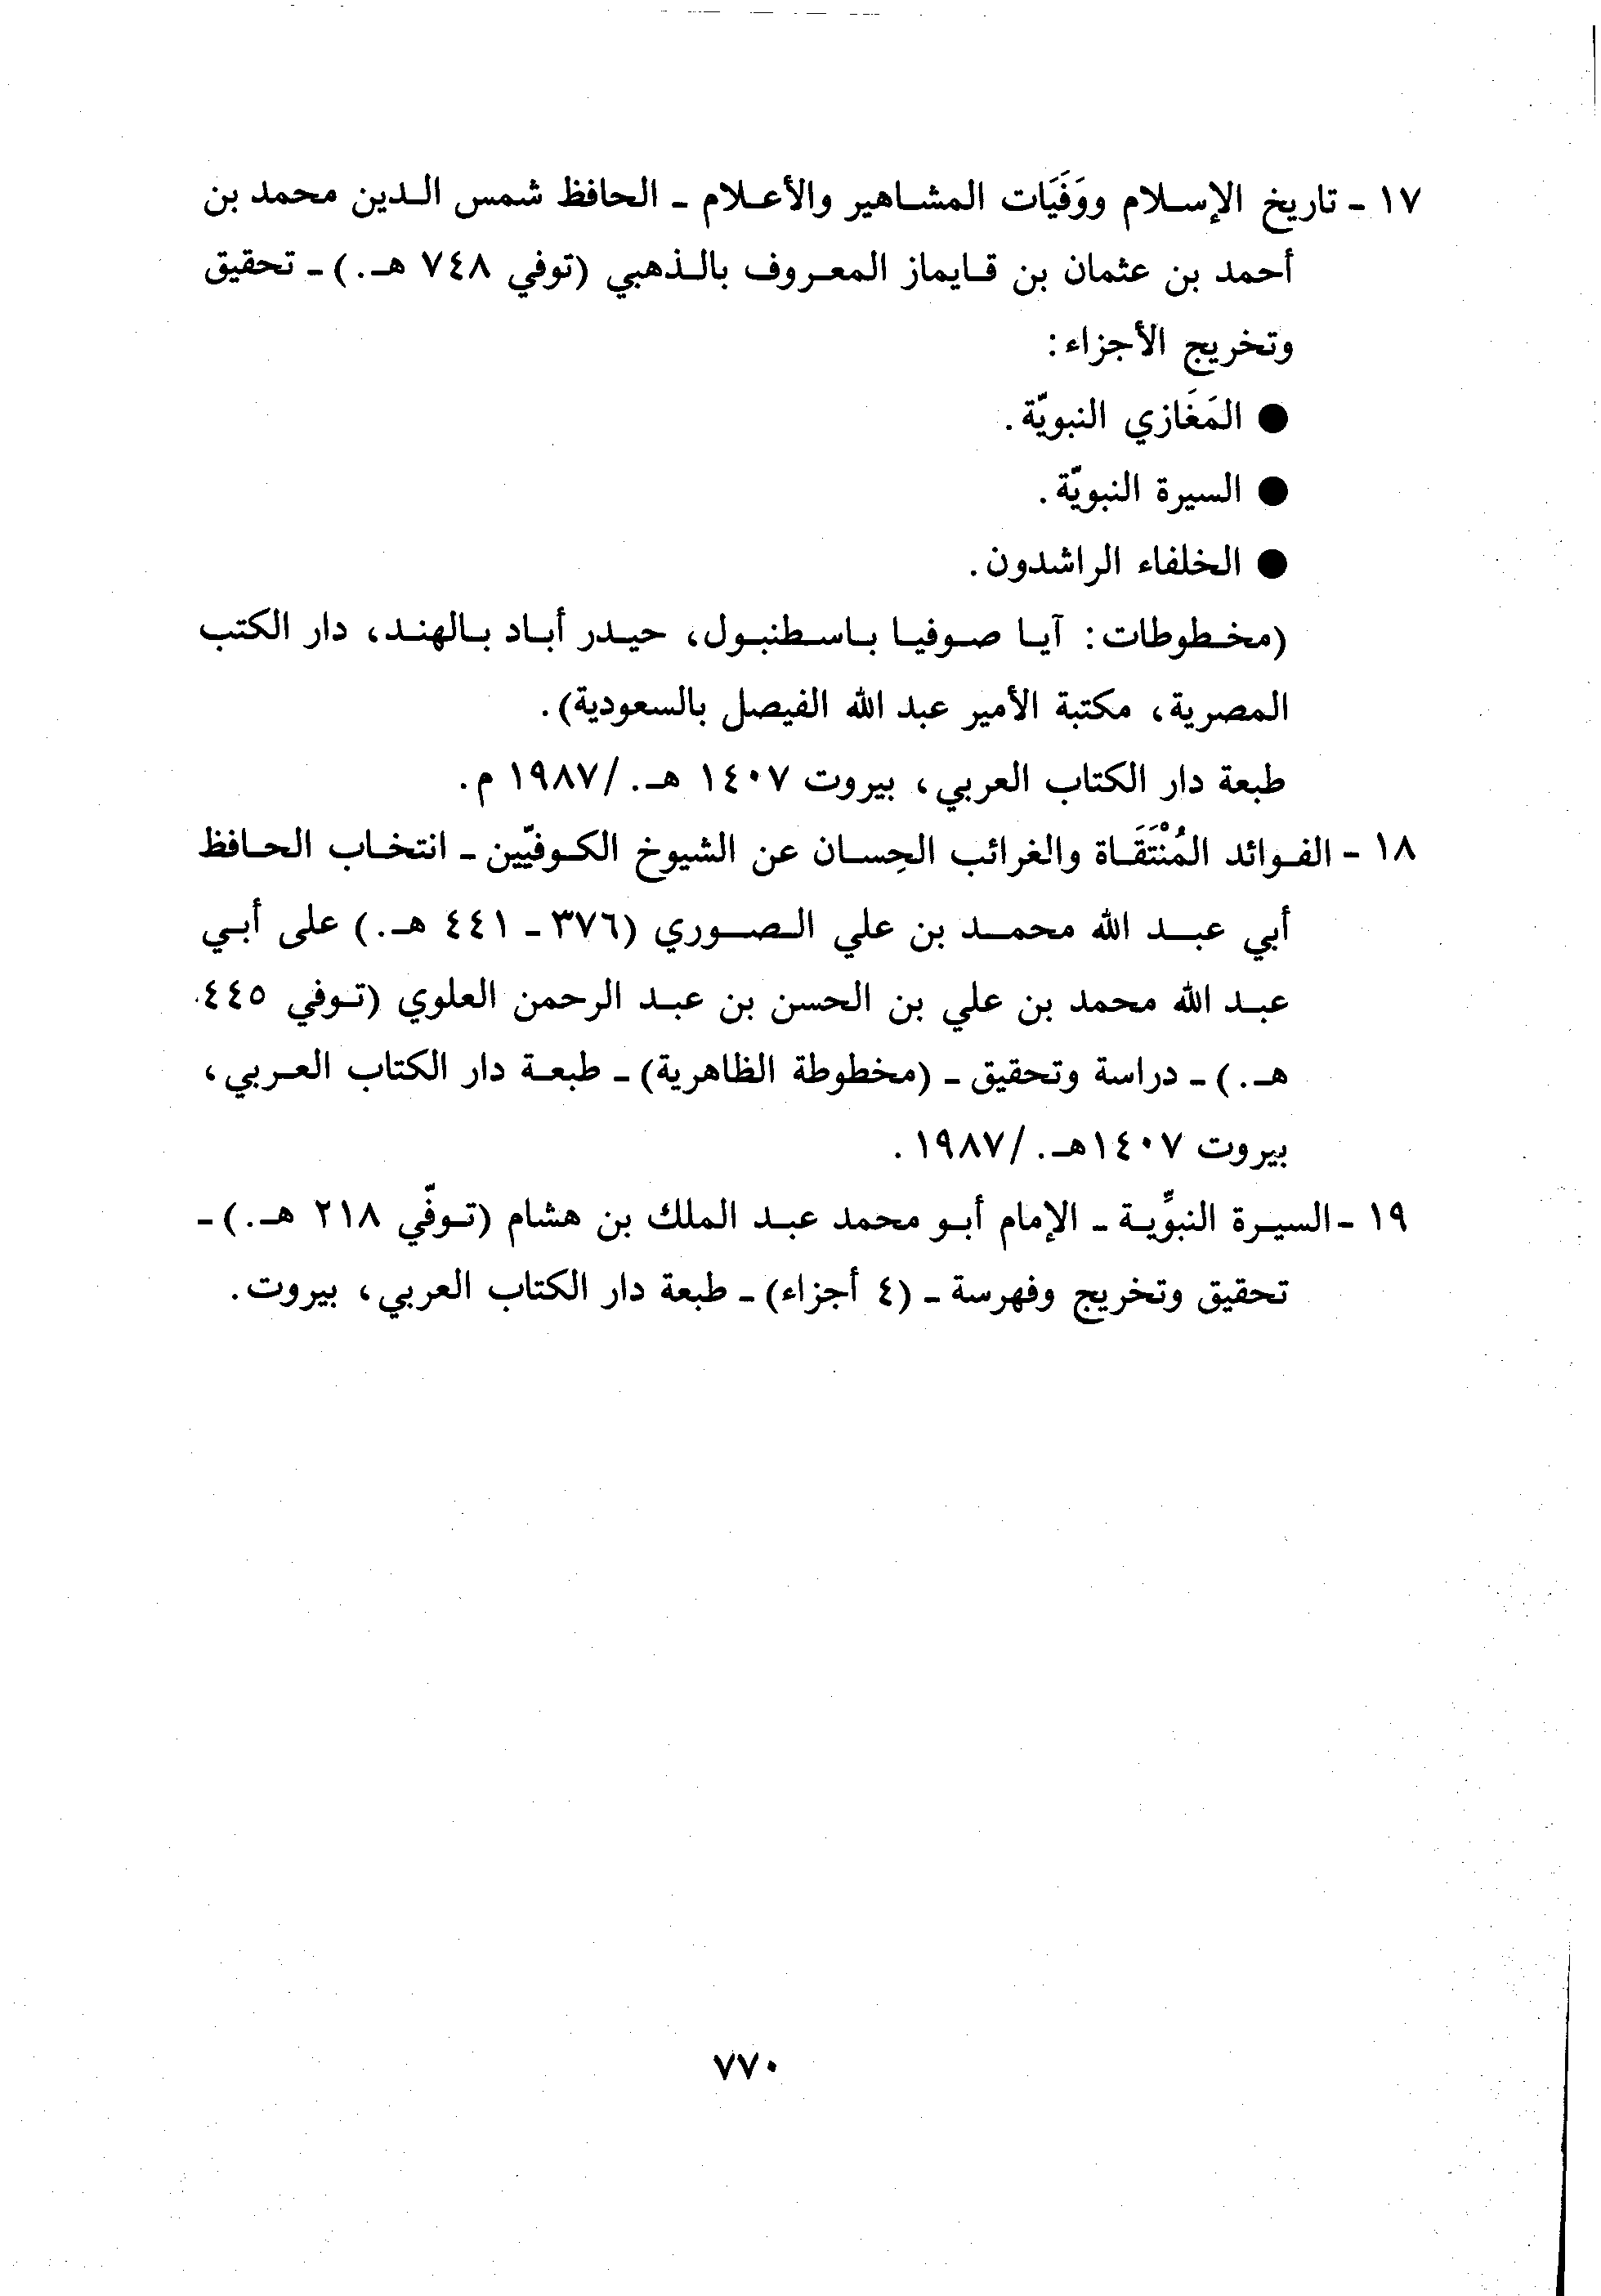 ١٧ - تاريخ الإسلام ووَفَيَات المشاهير والأعلام - الحافظ شمس الدين محمد بن
أحمد بن عثمان بن قايماز المعروف بالذهبي (توفي ٧٤٨ هـ.) - تحقيق
وتخريج الأجزاء:
● المَغَازي النبويّة.
● السيرة النبويّة.
● الخلفاء الراشدون.
(مخطوطات: آيا صوفيا باسطنبول، حيدر أباد بالهند، دار الكتب
المصرية، مكتبة الأمير عبد الله الفيصل بالسعودية).
طبعة دار الكتاب العربي، بيروت ١٤٠٧ هـ./١٩٨٧ م.
١٨ - الفوائد المُنْتَقَاة والغرائب الحِسان عن الشيوخ الكوفيّين - انتخاب الحافظ
أبي عبد الله محمد بن علي الصوري (٣٧٦ - ٤٤١ هـ.) على أبي
عبد الله محمد بن علي بن الحسن بن عبد الرحمن العلوي (توفي ٤٤٥
هـ.) - دراسة وتحقيق - (مخطوطة الظاهرية) - طبعة دار الكتاب العربي،
بيروت ١٤٠٧هـ./١٩٨٧.
١٩ - السيرة النبوِّية - الإمام أبو محمد عبد الملك بن هشام (توفّي ٢١٨ هـ.) -
تحقيق وتخريج وفهرسة - (٤ أجزاء) - طبعة دار الكتاب العربي، بيروت.
٧٧٠